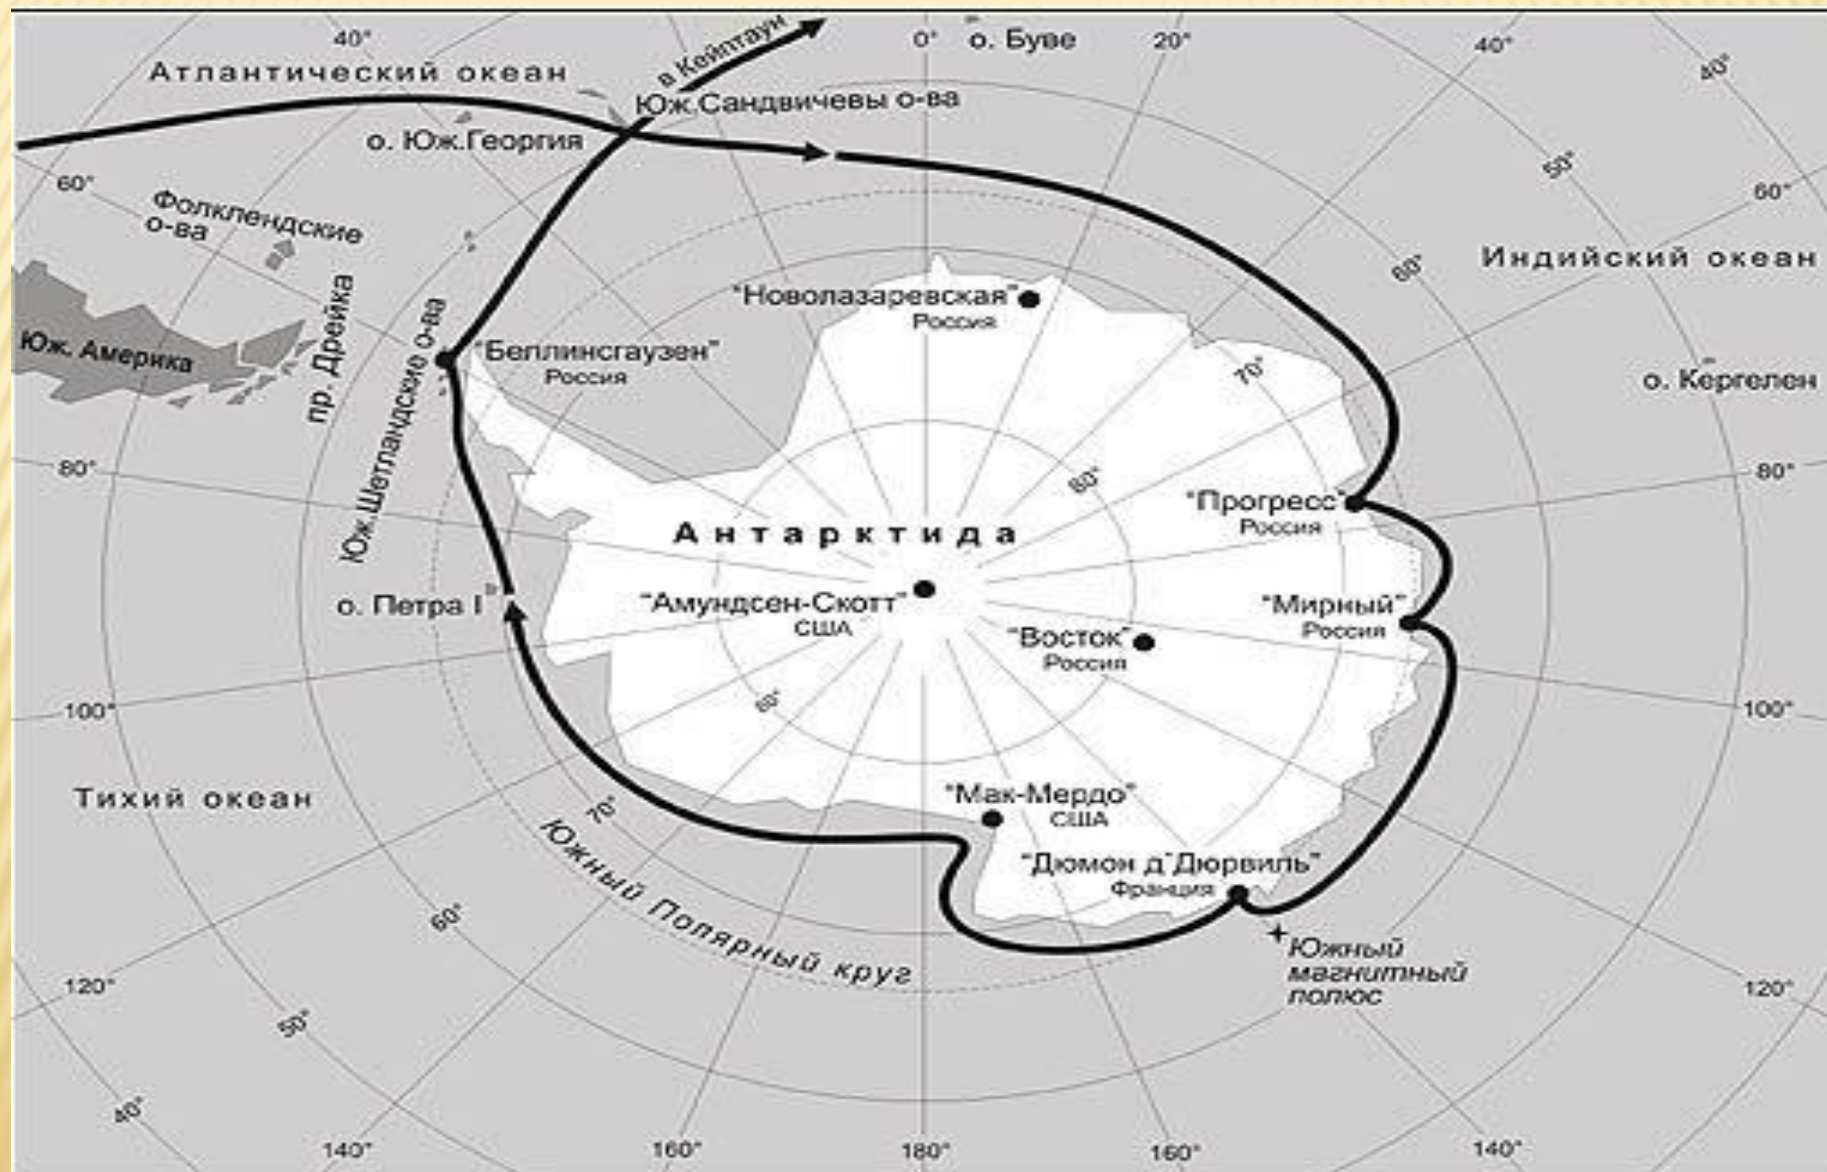 40°
0°
о. Буве
20°
40°
40°
Атлантический океан
в Кейптаун
Юж.Сандвичевы о-ва
о. Юж.Георгия
50°
60°
60°
Фолклендские
о-ва
Индийский океан
60°
"Новолазаревская"
Россия
Юж. Америка
пр. Дрейка
Юж.Шетландские о-ва
"Беллинсгаузен"
Россия
70°
о. Кергелен
80°
80°
80°
"Прогресс"
Россия
Антарктида
о. Петра I
"Амундсен-Скотт"
США
"Мирный"
Россия
"Восток"
Россия
100°
80°
100°
Тихий океан
70°
"Мак-Мердо"
США
Южный Полярный круг
"Дюмон д`Дюрвиль"
Франция
60°
Южный
магнитный
полюс
120°
50°
120°
40°
140°
160°
180°
160°
140°